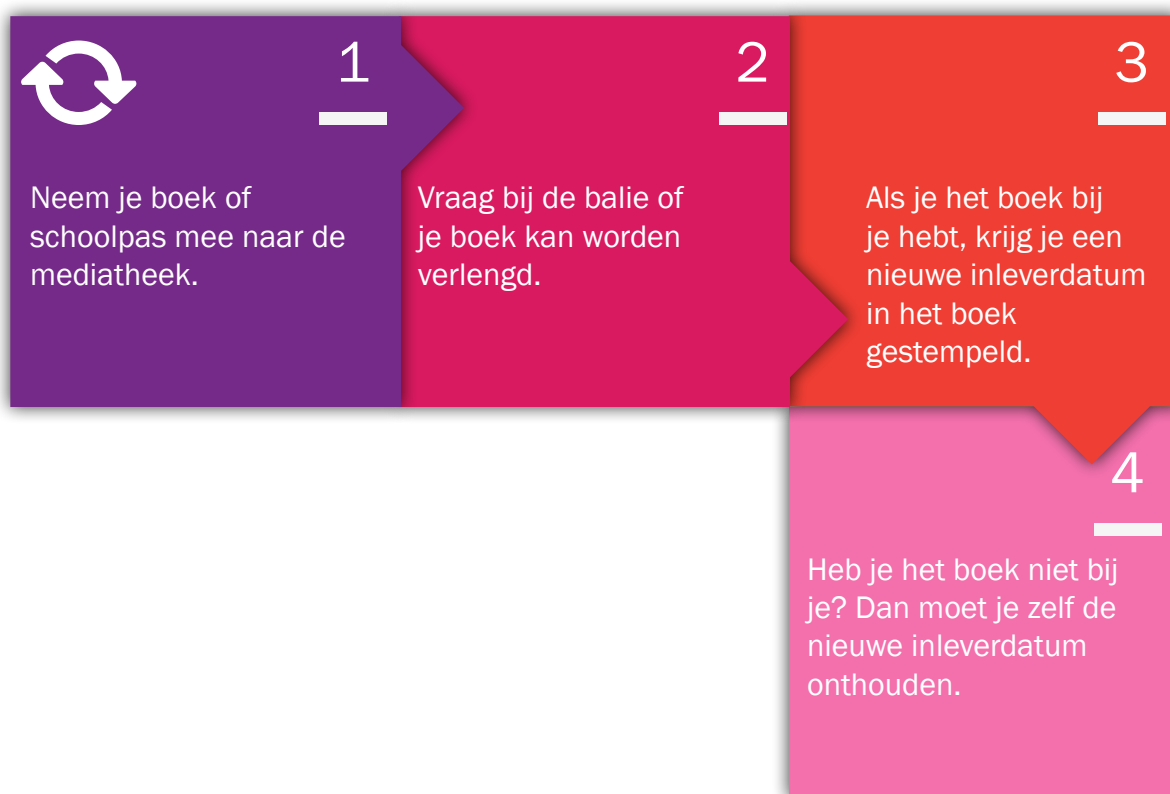 1
Neem je boek of
schoolpas mee naar de
mediatheek.
2
Vraag bij de balie of
je boek kan worden
verlengd.
3
Als je het boek bij
je hebt, krijg je een
nieuwe inleverdatum
in het boek
gestempeld.
4
Heb je het boek niet bij
je? Dan moet je zelf de
nieuwe inleverdatum
onthouden.